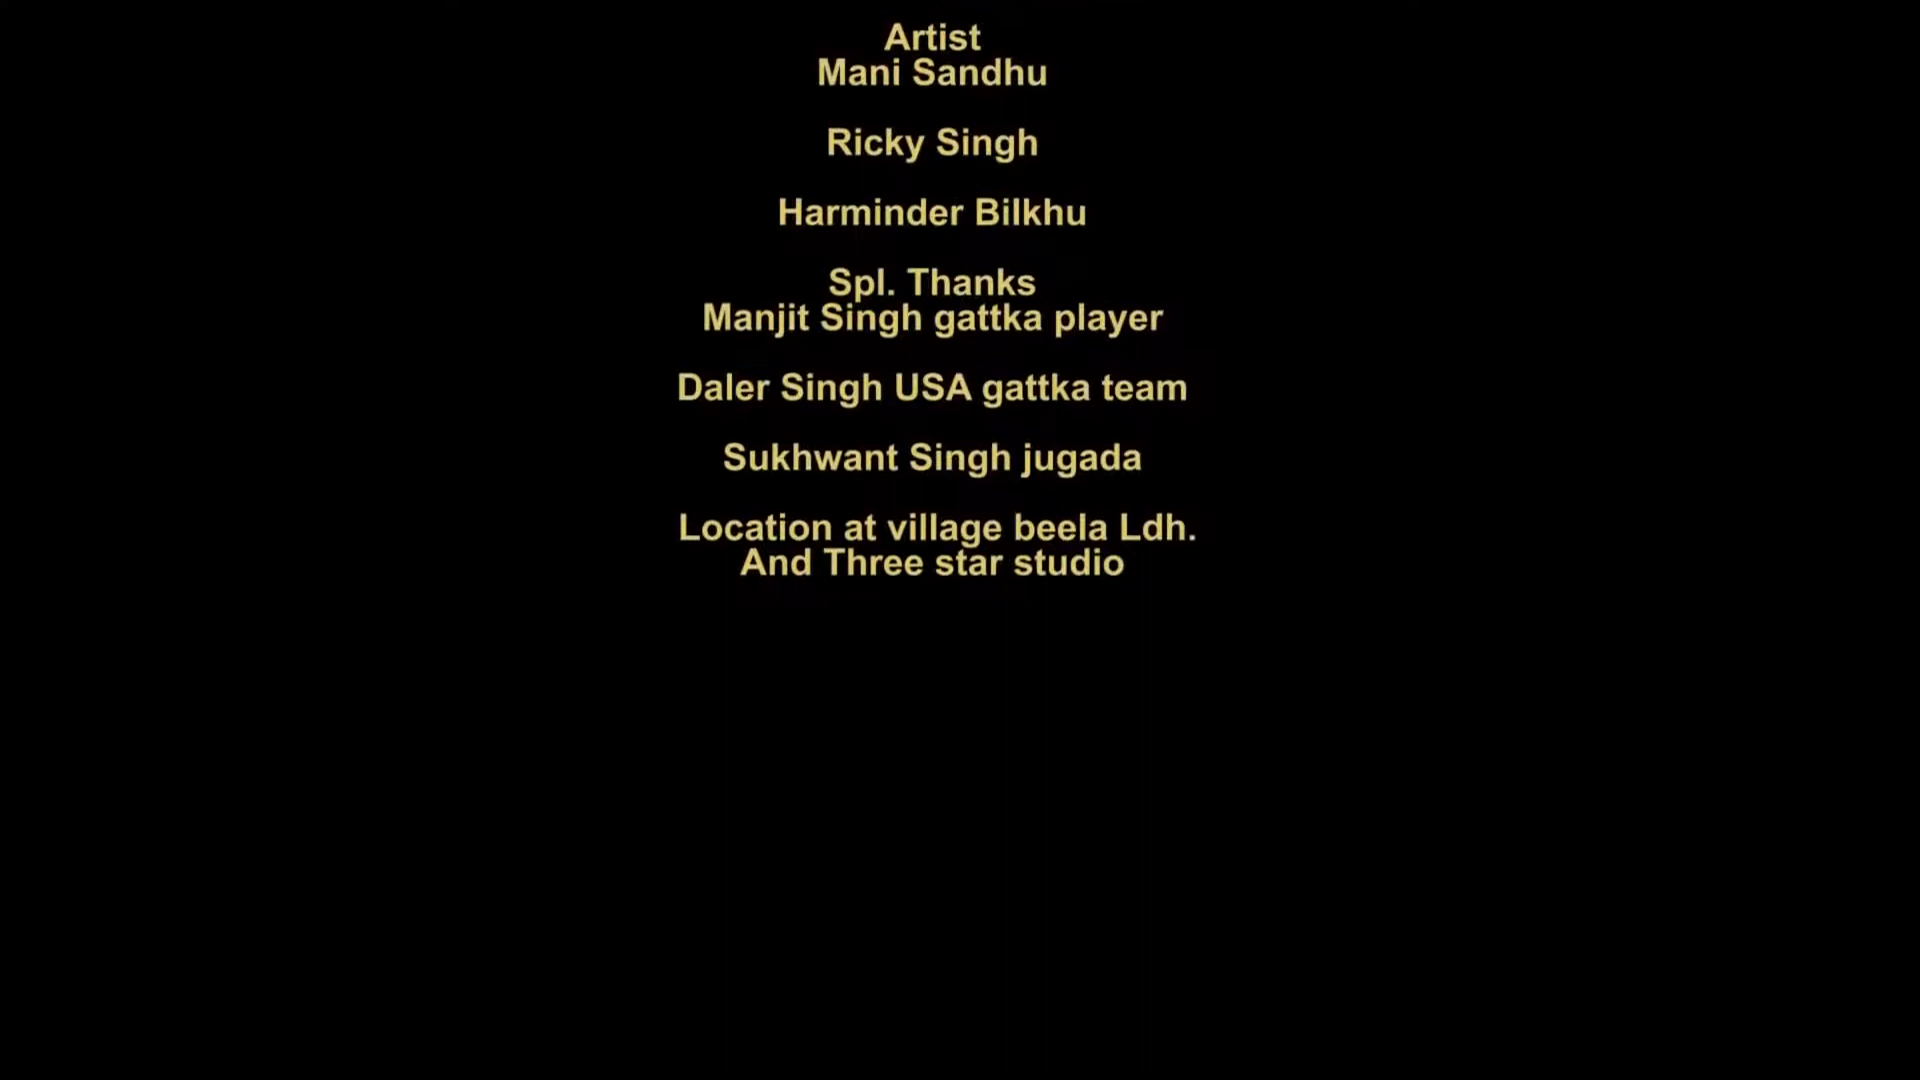 Artist
Mani Sandhu
Ricky Singh
Harminder Bilkhu
Spl. Thanks
Manjit Singh gattka player
Daler Singh USA gattka team
Sukhwant Singh jugada
Location at village beela Ldh.
And Three star studio